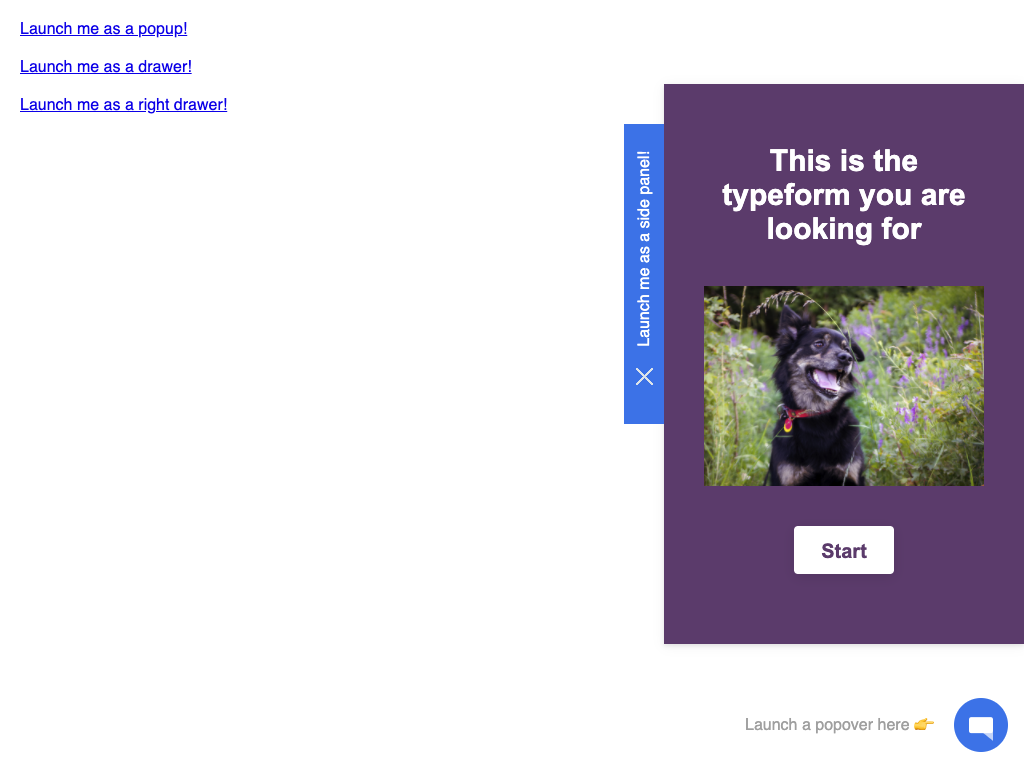 Launch me as a popup!
Launch me as a drawer!
Launch me as a right drawer!
Launch me as a side panel!
This is the
typeform you are
looking for
Start
Launch a popover here 👉